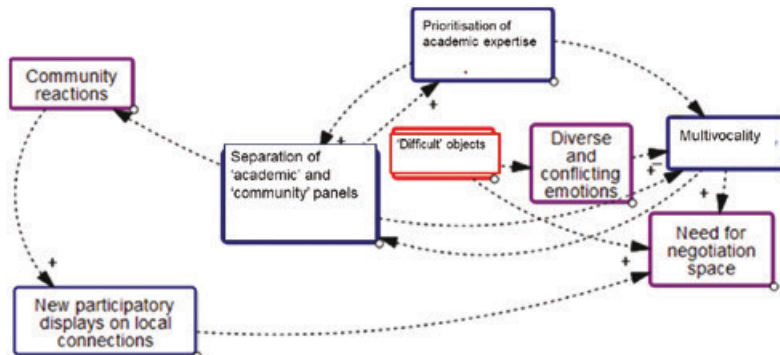 Prioritisation of
academic expertise
+
Community
reactions
+
Separation of
'academic' and
'community' panels
'Difficult' objects
Diverse
and
conflicting
emotions
+
–
Multivocality
+
+
Need for
negotiation
space
+
+
New participatory
displays on local
connections